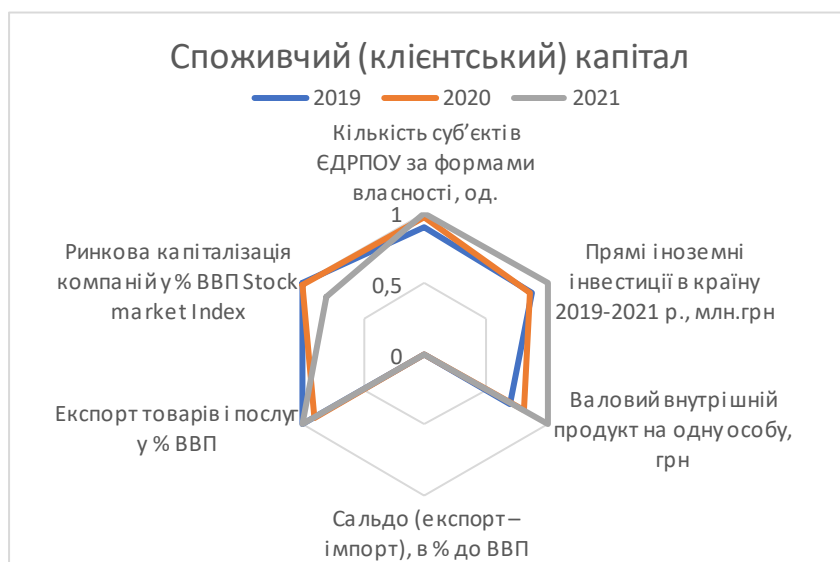 Споживчий (клієнтський) капітал
2019 2020 2021
Кількість суб’єктів
ЄДРПОУ за формами
власності, од.
Прямі іноземні
інвестиції в країну
2019-2021 р., млн.грн
Валовий внутрішній
продукт на одну особу,
грн
Сальдо (експорт –
імпорт), в % до ВВП
Експорт товарів і послуг
у % ВВП
Ринкова капіталізація
компаній у % ВВП Stock
market Index
1
0,5
0